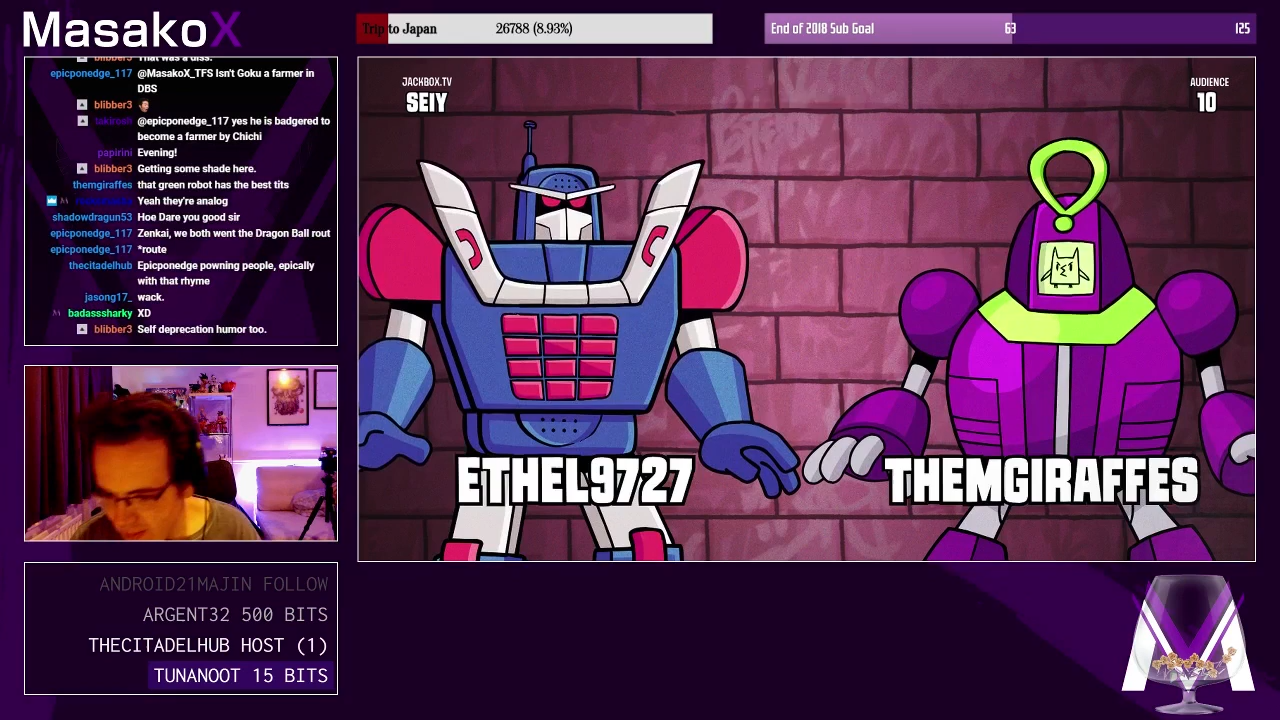 MasakoX
Trip to Japan 26788 (8.93%)
End of 2018 Sub Goal 63 125
blibber3 That was a diss.
epicponedge_117 @MasakoX_TFS Isn't Goku a farmer in
DBS
blibber3
takiroeli @epicponedge_117 yes he is badgered to
become a farmer by Chichi
papirini Evening!
blibber3 Getting some shade here.
themgiraffes that green robot has the best tits
Yeah they're analog
shadowdragun53 Hoe Dare you good sir
epicponedge_117 Zenkai, we both went the Dragon Ball rout
epicponedge_117 *route
thecitadelhub Epicponedge powning people, epically
with that rhyme
jasong17_ wack.
badasssharky XD
blibber3 Self deprecation humor too.
JACKBOX.TV
SEIY
AUDIENCE
10
ETHEL9727
THEMGIRAFFES
ANDROID21MAJIN FOLLOW
ARGENT32 500 BITS
THECITADELHUB HOST (1)
TUNANOOT 15 BITS